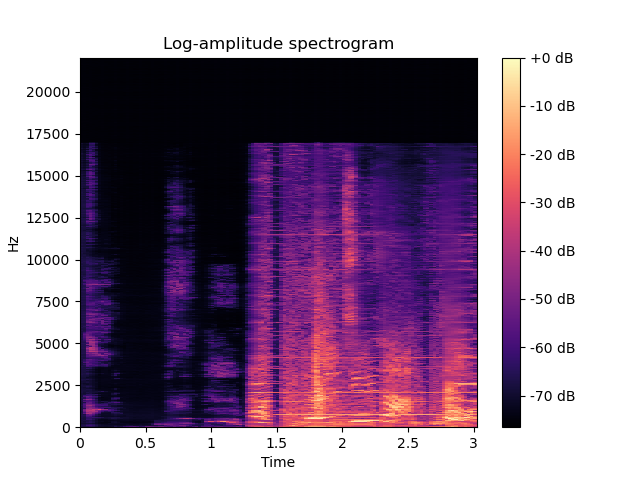 Log-amplitude spectrogram
20000
17500
15000
12500
10000
7500
5000
2500
0
Hz
0
0.5
1
1.5
2
2.5
3
Time
+0 dB
-10 dB
-20 dB
-30 dB
-40 dB
-50 dB
-60 dB
-70 dB